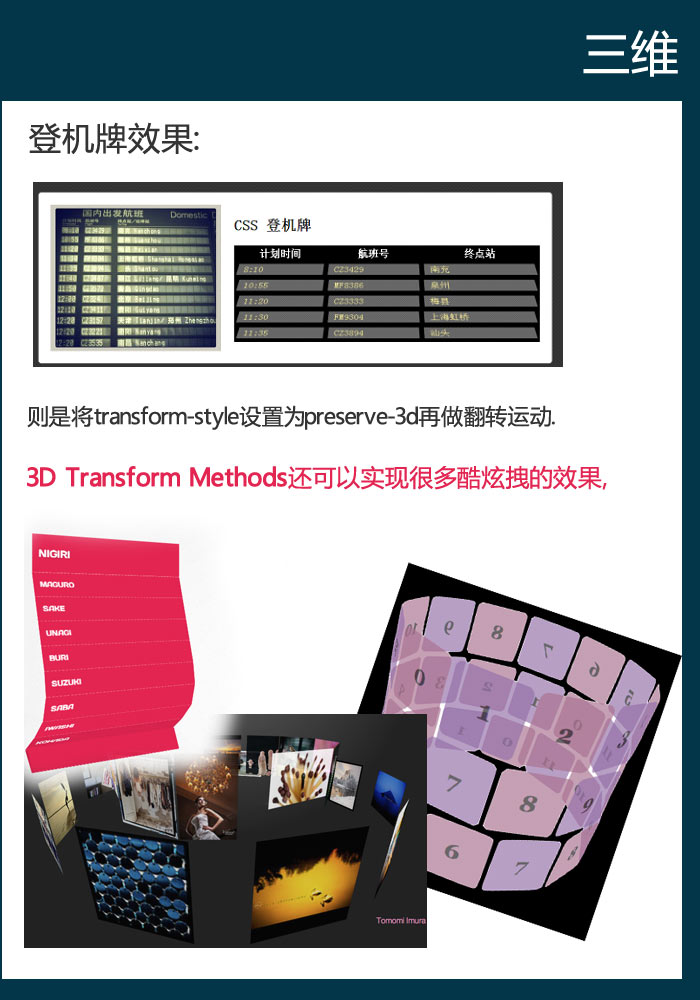 三维
登机牌效果:
国内出发航班 Domestic
CSS 登机牌
计划时间 航班号 终点站
8:10 CZ3429 南充
10:55 MF8386 泉州
11:20 CZ3333 梅县
11:30 FM9304 上海虹桥
11:35 CZ3894 汕头
则是将transform-style设置为preserve-3d再做翻转运动.
3D Transform Methods还可以实现很多酷炫拽的效果,
NIGIRI
MAGURO
SAKE
UNAGI
BURI
SUZUKI
SABA
IWASHI
KOHADA
10 9 8 7 6 5
0 1 2 3
7 8 9
6 7 8
Tomomi Imura